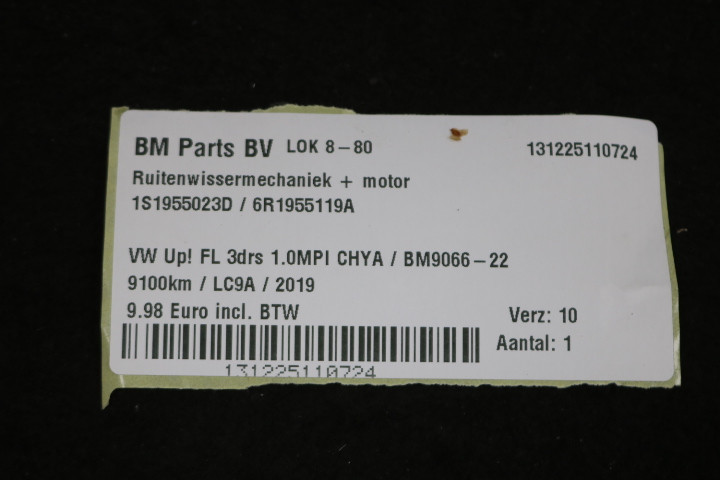 BM Parts BV LOK 8-80 131225110724
Ruitenwissermechaniek + motor
1S1955023D / 6R1955119A
VW Up! FL 3drs 1.0MPI CHYA / BM9066-22
9100km / LC9A / 2019
9.98 Euro incl. BTW Verz: 10
Aantal: 1
131225110724